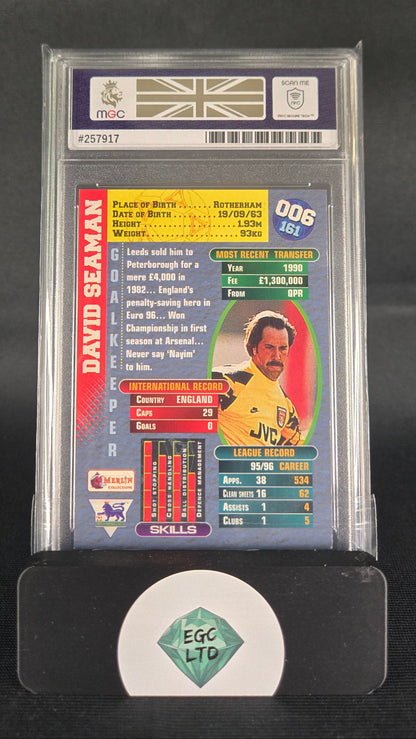 MGC
SCAN ME
NFC
MGC SECURE TECH™
#257917
DAVID SEAMAN
GOALKEEPER
PLACE OF BIRTH ........ ROTHERHAM
DATE OF BIRTH ......... 19/09/63
HEIGHT ..................... 1.93M
WEIGHT ..................... 93KG
006
161
Leeds sold him to
Peterborough for a
mere £4,000 in
1982... England's
penalty-saving hero in
Euro 96... Won
Championship in first
season at Arsenal...
Never say 'Nayim'
to him.
MOST RECENT TRANSFER
YEAR 1990
FEE £1,300,000
FROM QPR
JVC
INTERNATIONAL RECORD
COUNTRY ENGLAND
CAPS 29
GOALS 0
SHOT STOPPING
CROSS HANDLING
BALL DISTRIBUTION
DEFENCE MANAGEMENT
SKILLS
LEAGUE RECORD
95/96 CAREER
APPS. 38 534
CLEAN SHEETS 16 62
ASSISTS 1 4
CLUBS 1 5
MERLIN
COLLECTION
EGC
LTD